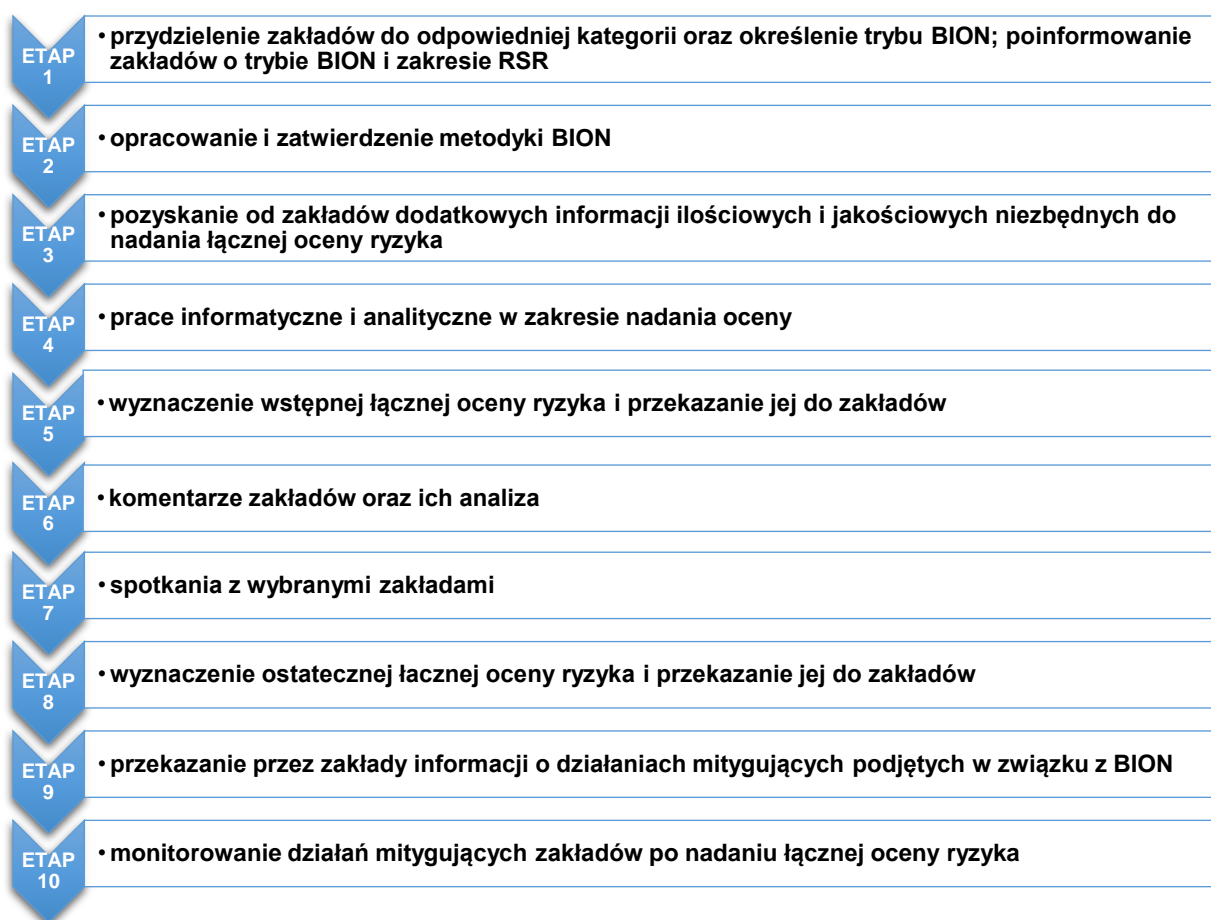 ETAP
1
• przydzielenie zakładów do odpowiedniej kategorii oraz określenie trybu BION; poinformowanie
zakładów o trybie BION i zakresie RSR
ETAP
2
• opracowanie i zatwierdzenie metodyki BION
ETAP
3
• pozyskanie od zakładów dodatkowych informacji ilościowych i jakościowych niezbędnych do
nadania łącznej oceny ryzyka
ETAP
4
• prace informatyczne i analityczne w zakresie nadania oceny
ETAP
5
• wyznaczenie wstępnej łącznej oceny ryzyka i przekazanie jej do zakładów
ETAP
6
• komentarze zakładów oraz ich analiza
ETAP
7
• spotkania z wybranymi zakładami
ETAP
8
• wyznaczenie ostatecznej łacznej oceny ryzyka i przekazanie jej do zakładów
ETAP
9
• przekazanie przez zakłady informacji o działaniach mitygujących podjętych w związku z BION
ETAP
10
• monitorowanie działań mitygujących zakładów po nadaniu łącznej oceny ryzyka